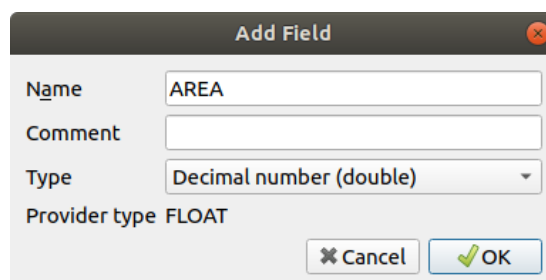 Add Field
Name AREA
Comment
Type Decimal number (double)
Provider type FLOAT
Cancel OK